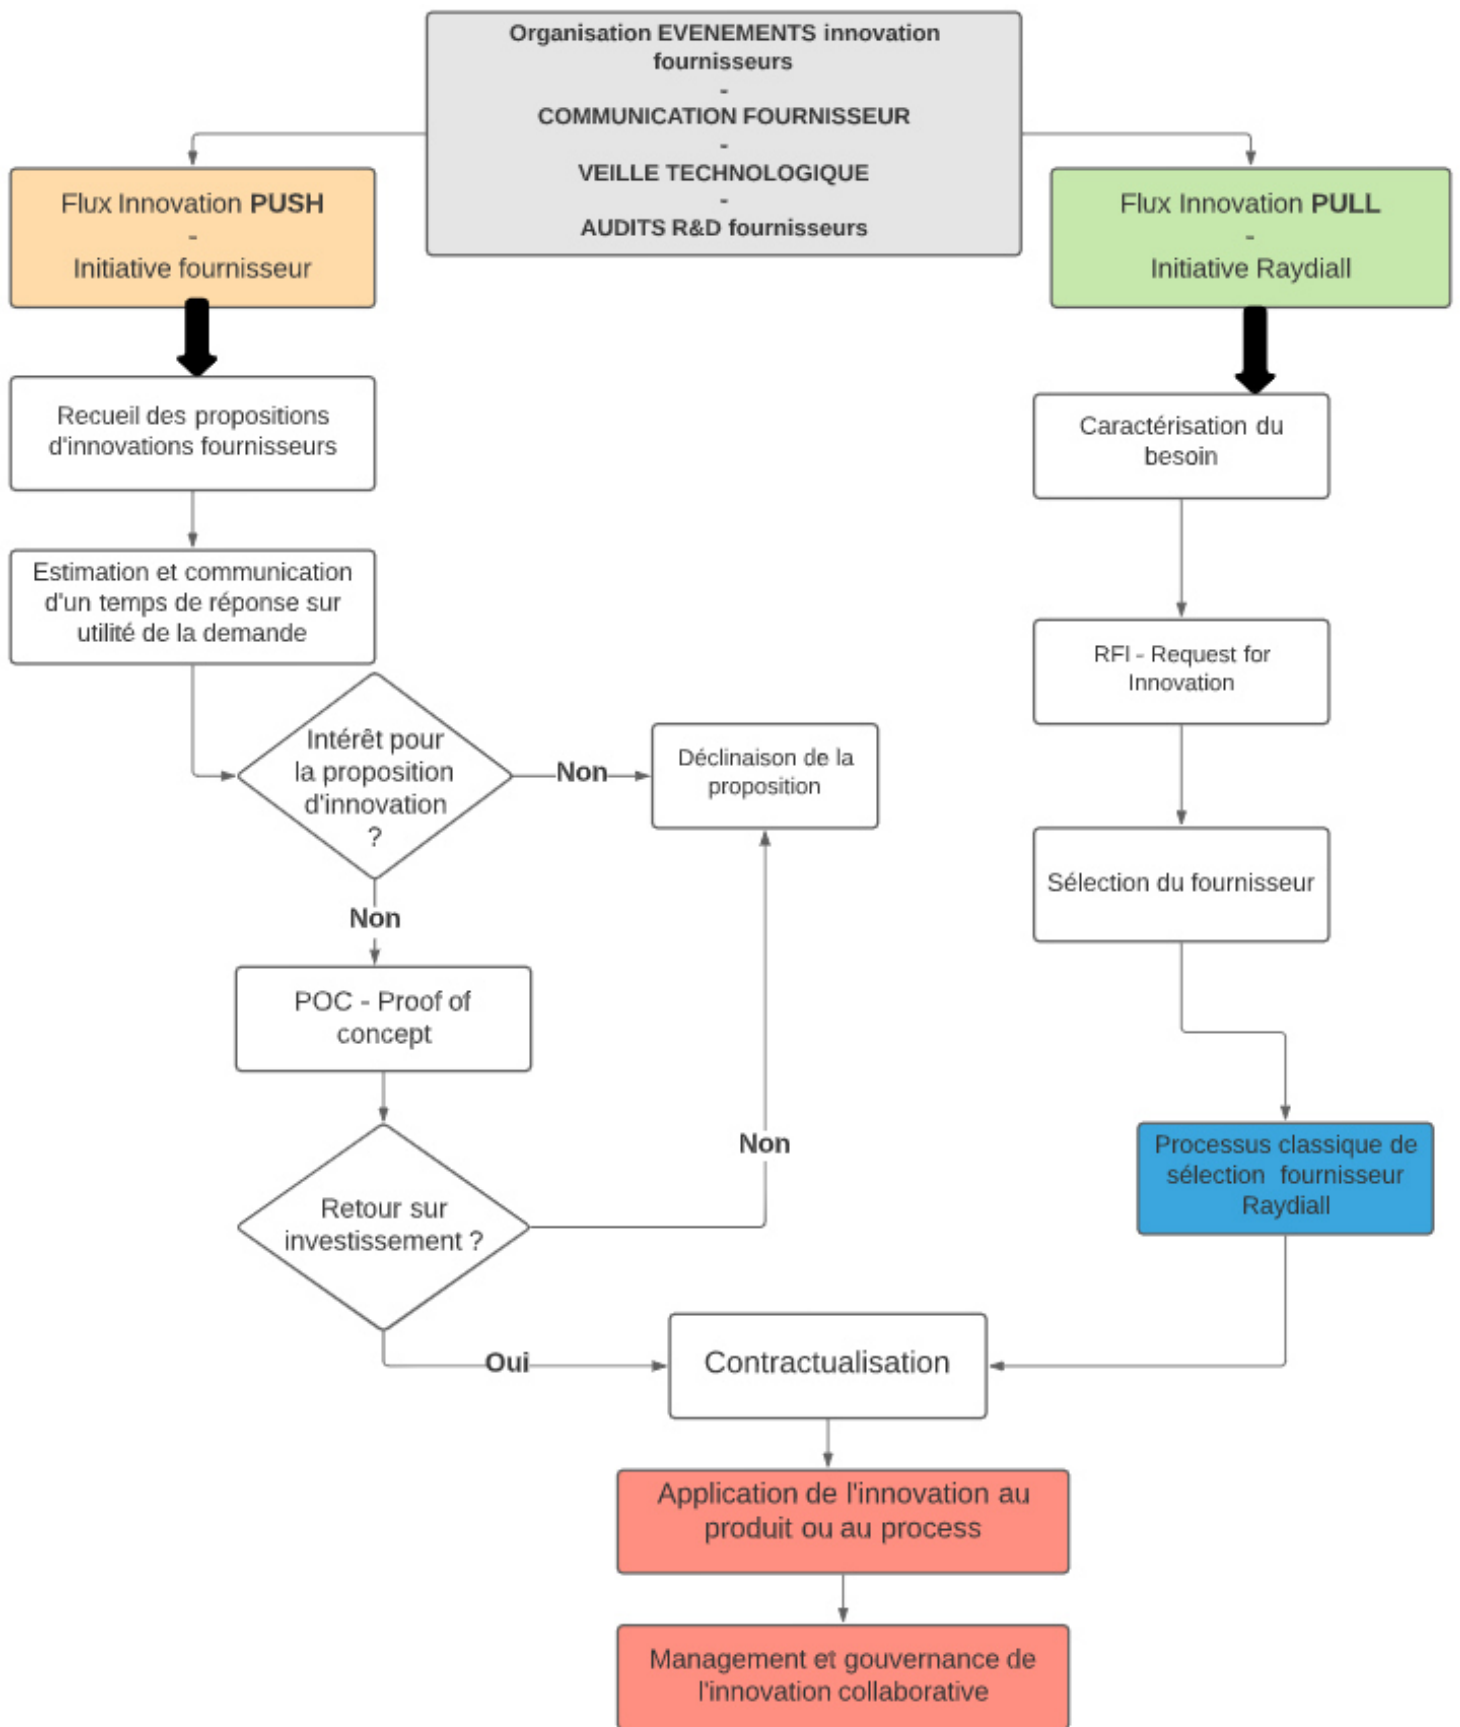 Organisation EVENEMENTS innovation
fournisseurs
-
COMMUNICATION FOURNISSEUR
-
VEILLE TECHNOLOGIQUE
-
AUDITS R&D fournisseurs
Flux Innovation PUSH
-
Initiative fournisseur
Flux Innovation PULL
-
Initiative Raydiall
Recueil des propositions
d'innovations fournisseurs
Caractérisation du
besoin
Estimation et communication
d'un temps de réponse sur
utilité de la demande
RFI - Request for
Innovation
Intérêt pour
la proposition
d'innovation
?
Non
Déclinaison de la
proposition
Sélection du fournisseur
Non
POC - Proof of
concept
Non
Processus classique de
sélection fournisseur
Raydiall
Retour sur
investissement ?
Oui
Contractualisation
Application de l'innovation au
produit ou au process
Management et gouvernance de
l'innovation collaborative